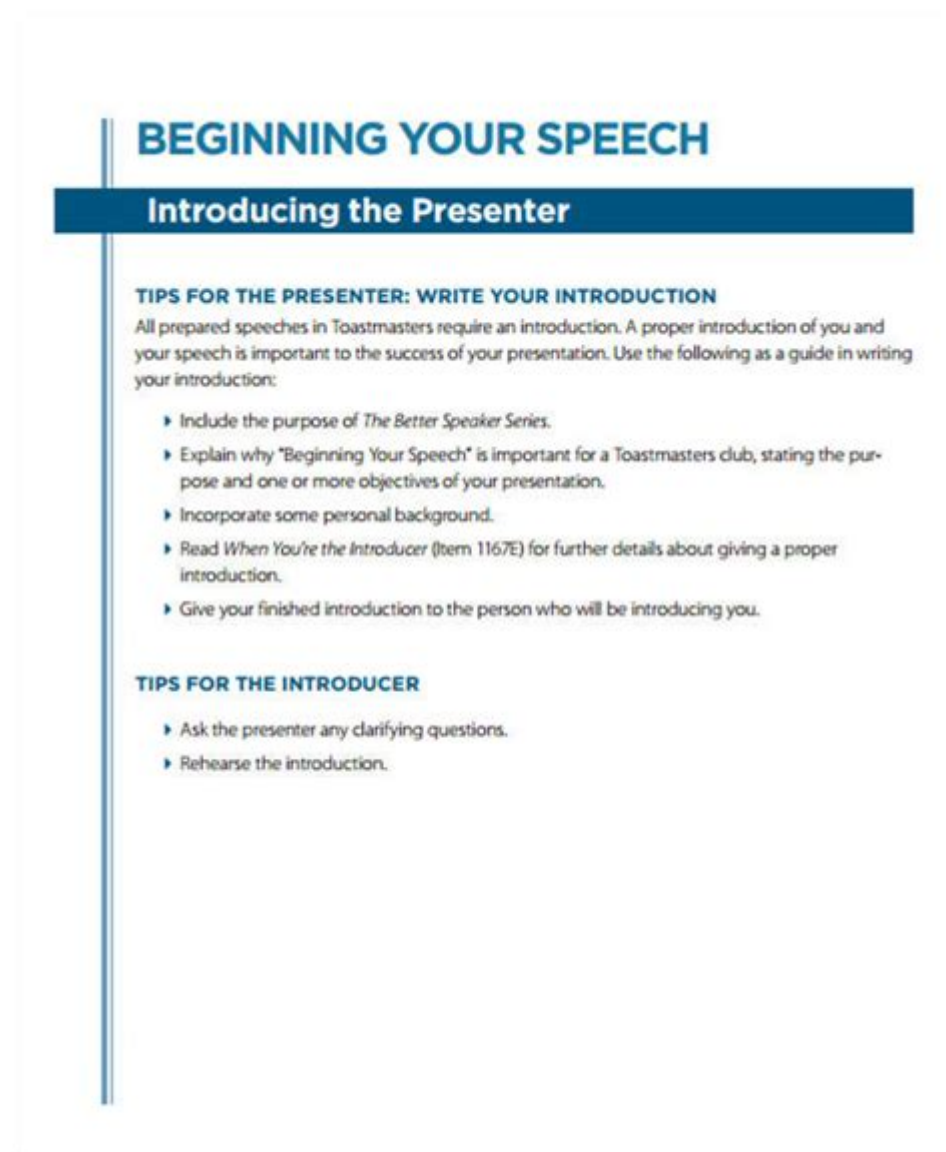 BEGINNING YOUR SPEECH
Introducing the Presenter
TIPS FOR THE PRESENTER: WRITE YOUR INTRODUCTION
All prepared speeches in Toastmasters require an introduction. A proper introduction of you and
your speech is important to the success of your presentation. Use the following as a guide in writing
your introduction:
Include the purpose of The Better Speaker Series.
Explain why "Beginning Your Speech" is important for a Toastmasters club, stating the pur-
pose and one or more objectives of your presentation.
Incorporate some personal background.
Read When You're the Introducer (Item 1167E) for further details about giving a proper
introduction.
Give your finished introduction to the person who will be introducing you.
TIPS FOR THE INTRODUCER
Ask the presenter any clarifying questions.
Rehearse the introduction.